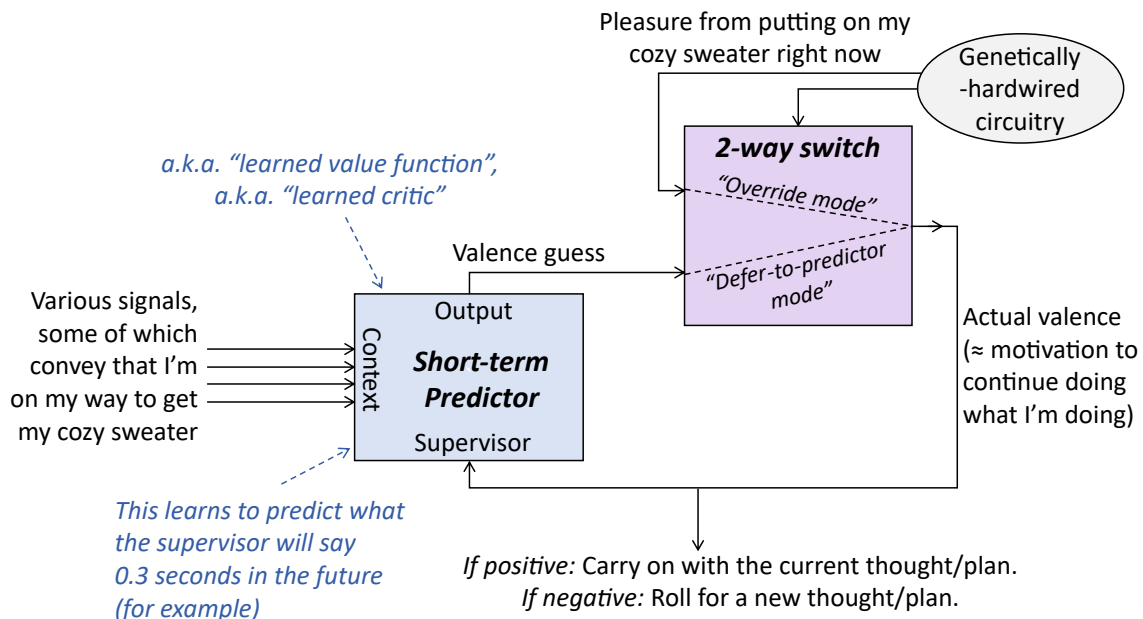 Pleasure from putting on my
cozy sweater right now
Genetically
-hardwired
circuitry
2-way switch
“Override mode”
“Defer-to-predictor
mode”
a.k.a. “learned value function”,
a.k.a. “learned critic”
Valence guess
Various signals,
some of which
convey that I’m
on my way to get
my cozy sweater
Context
Output
Short-term
Predictor
Supervisor
Actual valence
(≈ motivation to
continue doing
what I’m doing)
This learns to predict what
the supervisor will say
0.3 seconds in the future
(for example)
If positive: Carry on with the current thought/plan.
If negative: Roll for a new thought/plan.